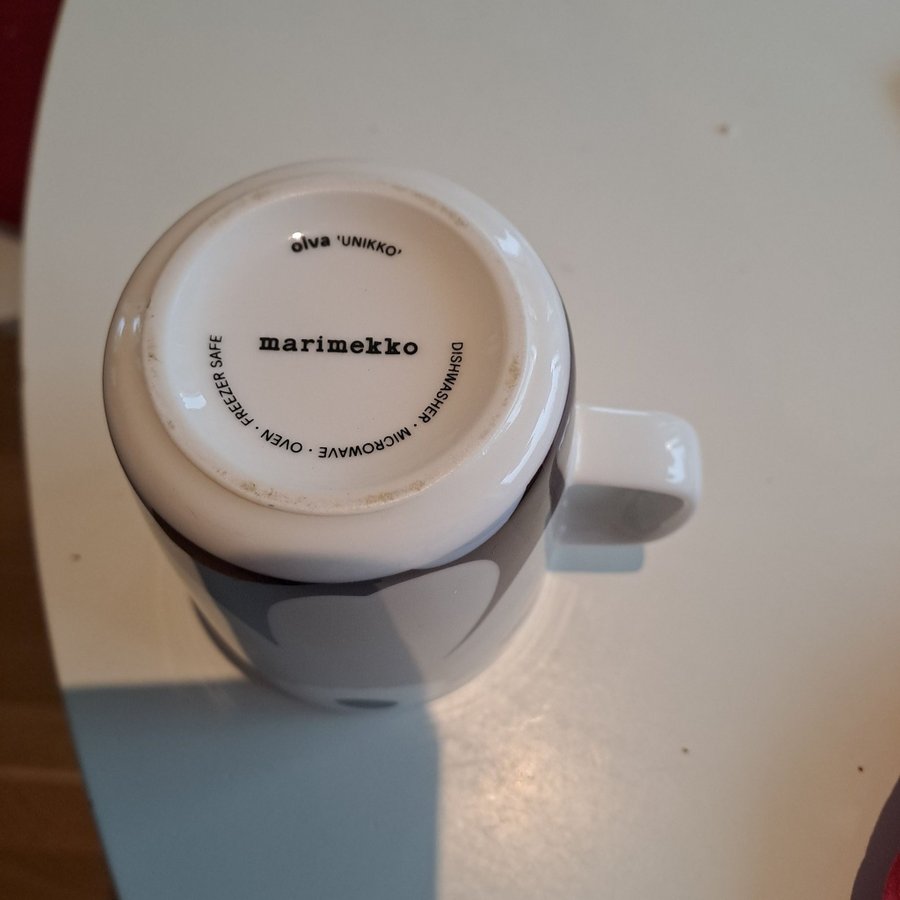 oiva 'UNIKKO'
marimekko
DISHWASHER · MICROWAVE · OVEN · FREEZER SAFE